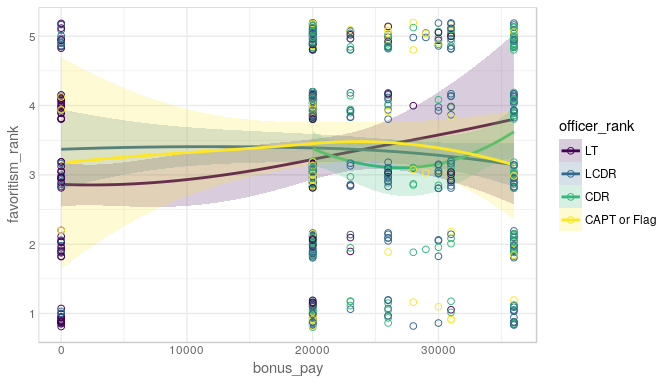 5
4
3
2
1
favoritism_rank
0
10000
20000
30000
bonus_pay
officer_rank
LT
LCDR
CDR
CAPT or Flag